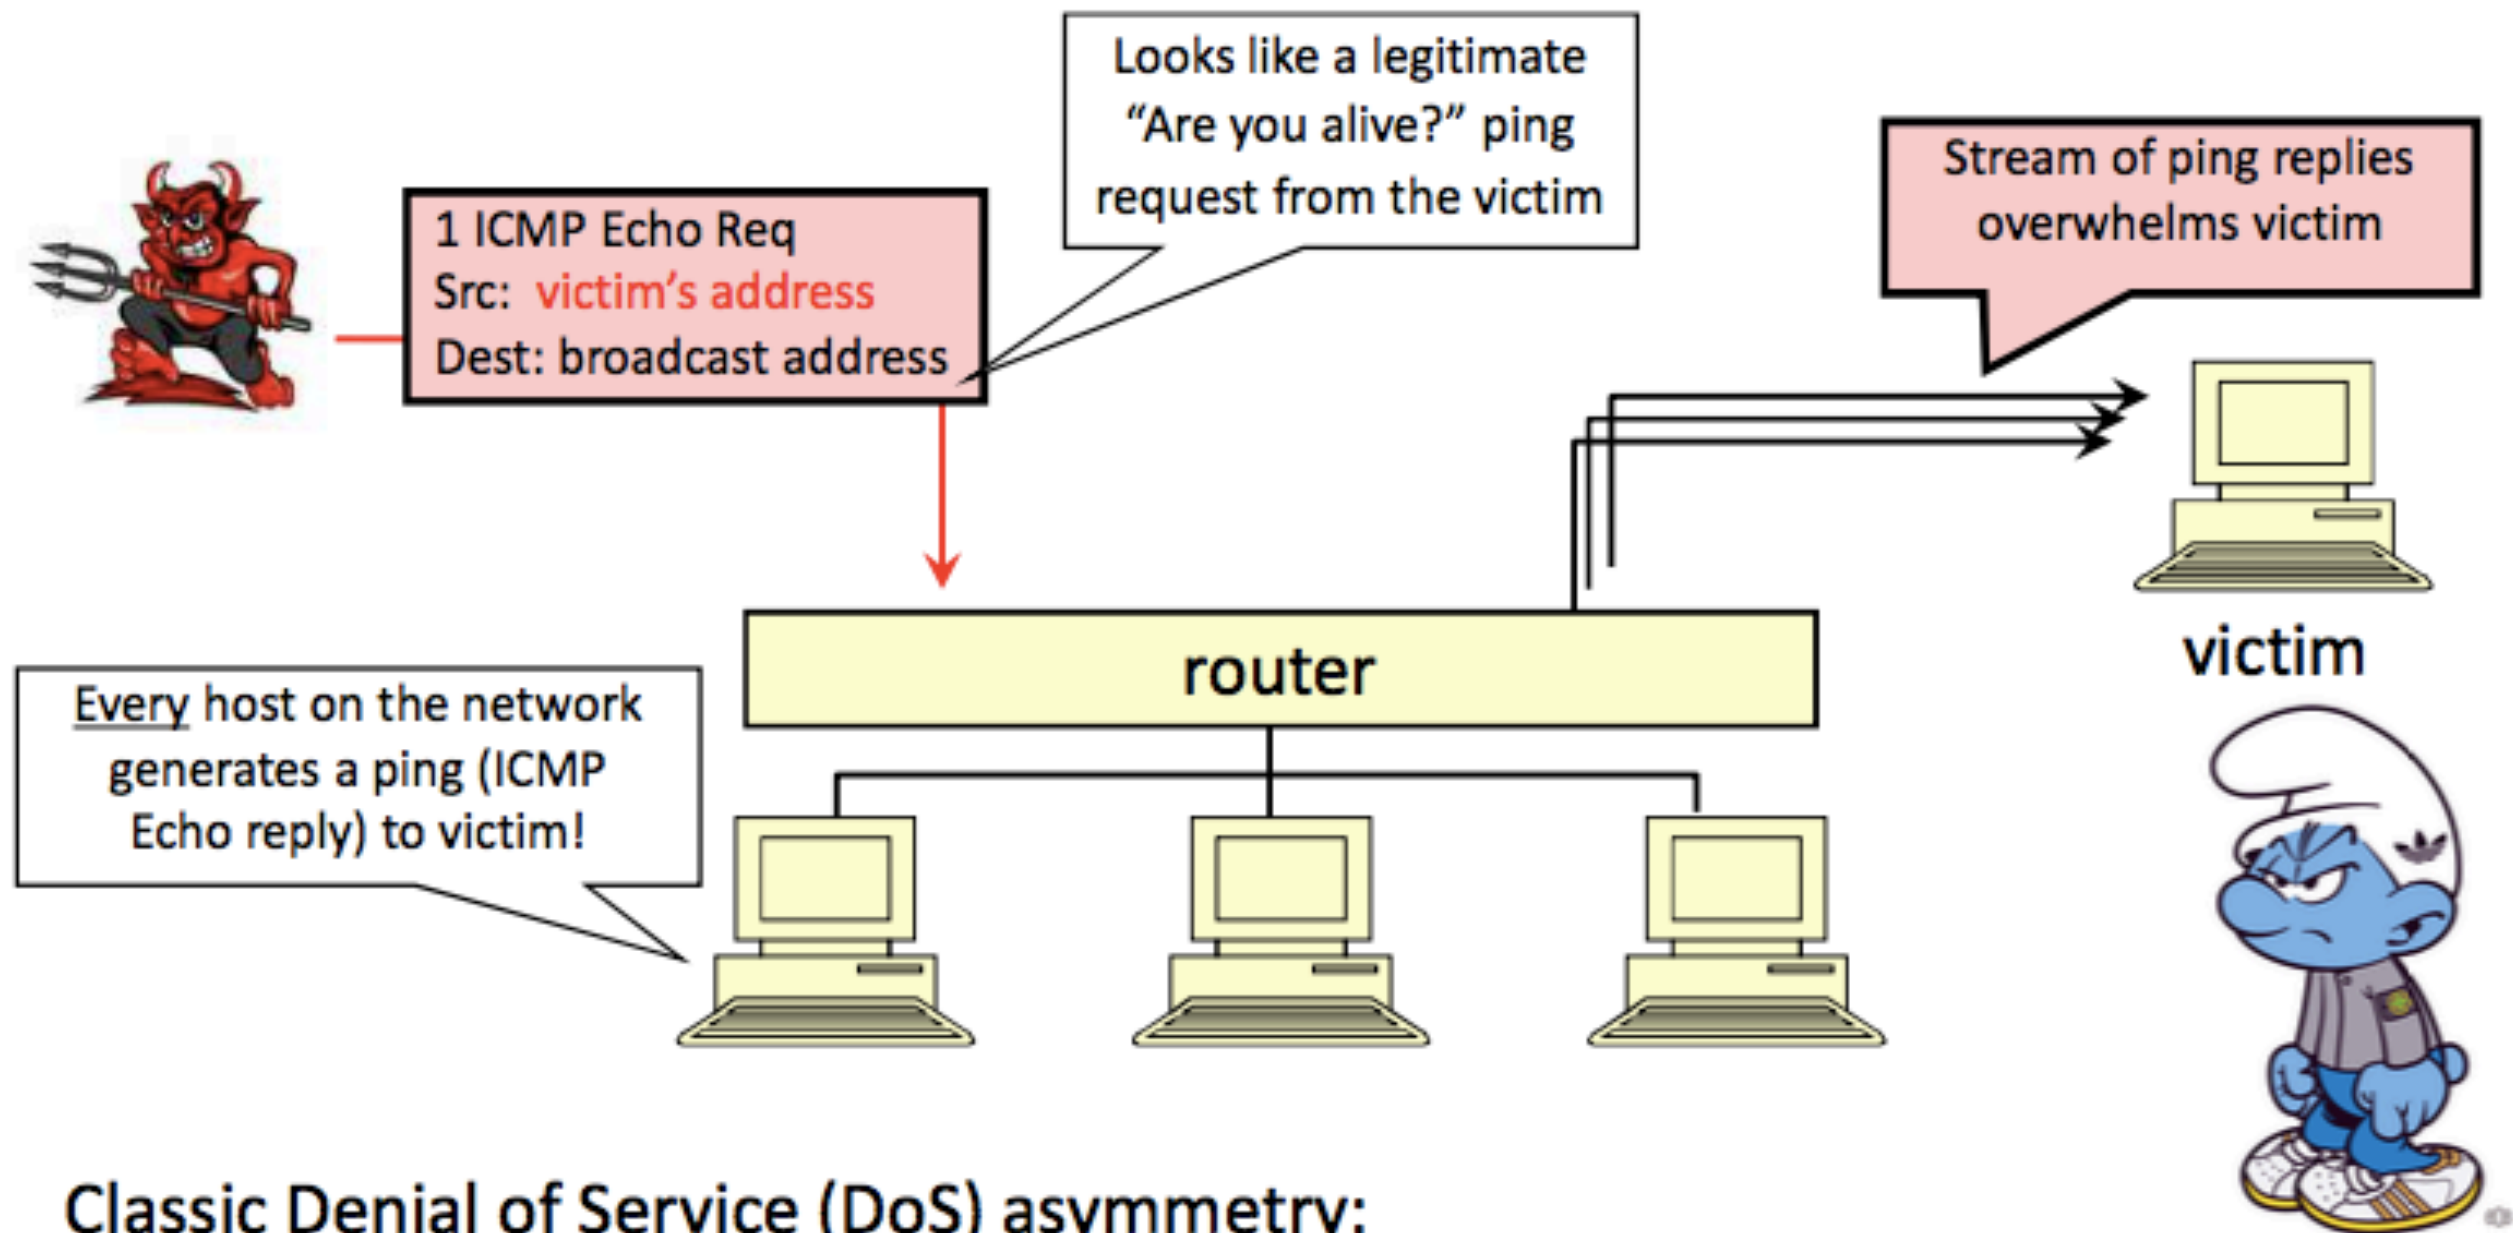 Looks like a legitimate
“Are you alive?” ping
request from the victim
Stream of ping replies
overwhelms victim
1 ICMP Echo Req
Src: victim’s address
Dest: broadcast address
router
victim
Every host on the network
generates a ping (ICMP
Echo reply) to victim!
Classic Denial of Service (DoS) asymmetry: